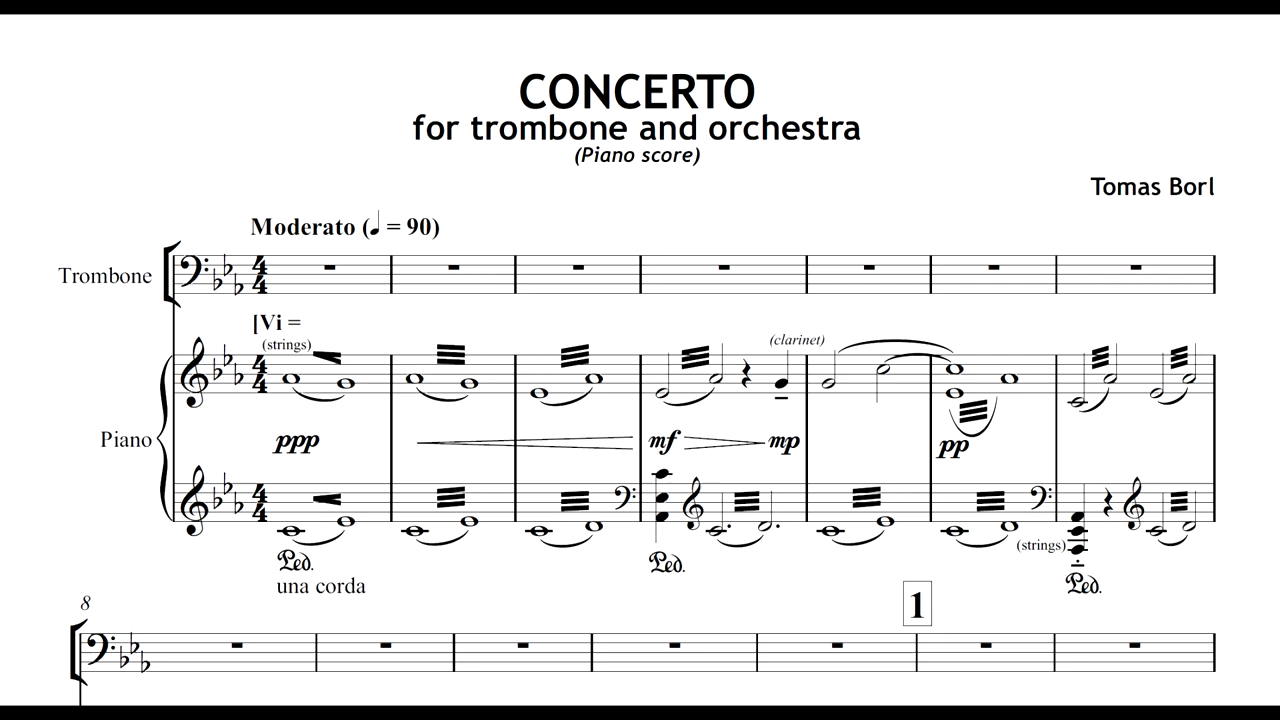 CONCERTO
for trombone and orchestra
(Piano score)
Tomas Borl
Moderato (♩ = 90)
Trombone
[Vi =
(strings)
(clarinet)
Piano
ppp
mf
mp
pp
(strings)
Ped.
Ped.
Ped.
una corda
8
1